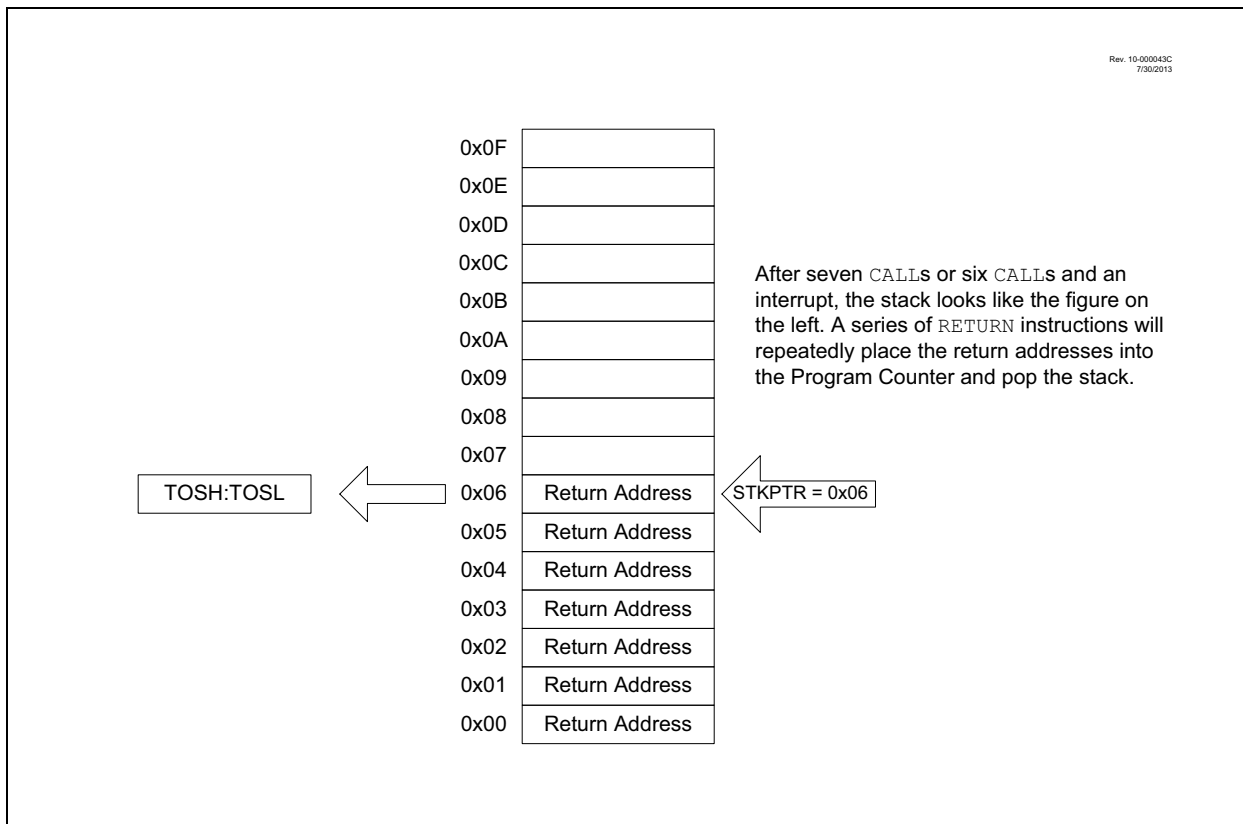 Rev. 10-000043C
7/30/2013
0x0F
0x0E
0x0D
0x0C
0x0B
0x0A
0x09
0x08
0x07
After seven CALLs or six CALLs and an
interrupt, the stack looks like the figure on
the left. A series of RETURN instructions will
repeatedly place the return addresses into
the Program Counter and pop the stack.
TOSH:TOSL 0x06 Return Address STKPTR = 0x06
0x05 Return Address
0x04 Return Address
0x03 Return Address
0x02 Return Address
0x01 Return Address
0x00 Return Address